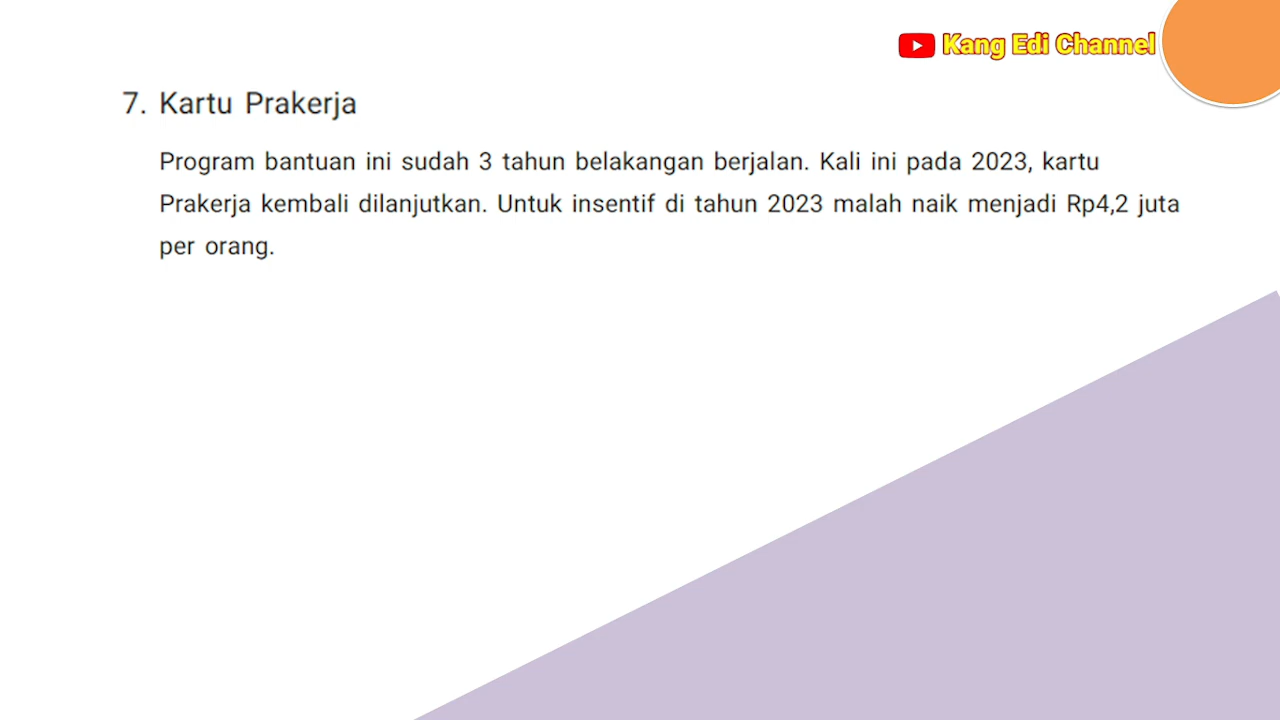 Kang Edi Channel
7. Kartu Prakerja
Program bantuan ini sudah 3 tahun belakangan berjalan. Kali ini pada 2023, kartu
Prakerja kembali dilanjutkan. Untuk insentif di tahun 2023 malah naik menjadi Rp4,2 juta
per orang.